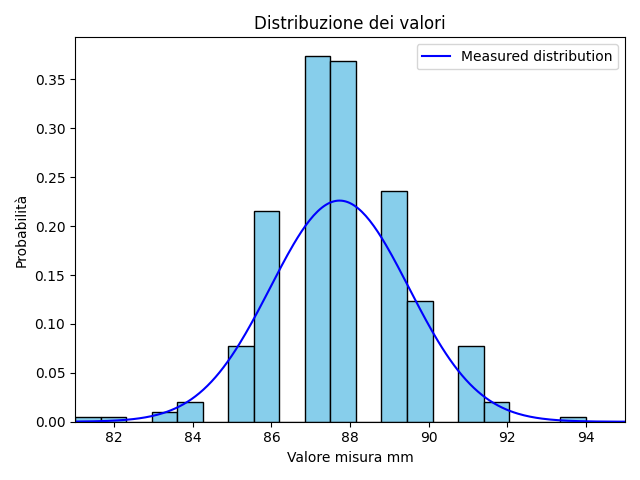 Distribuzione dei valori
Measured distribution
Probabilità
0.35
0.30
0.25
0.20
0.15
0.10
0.05
0.00
82 84 86 88 90 92 94
Valore misura mm